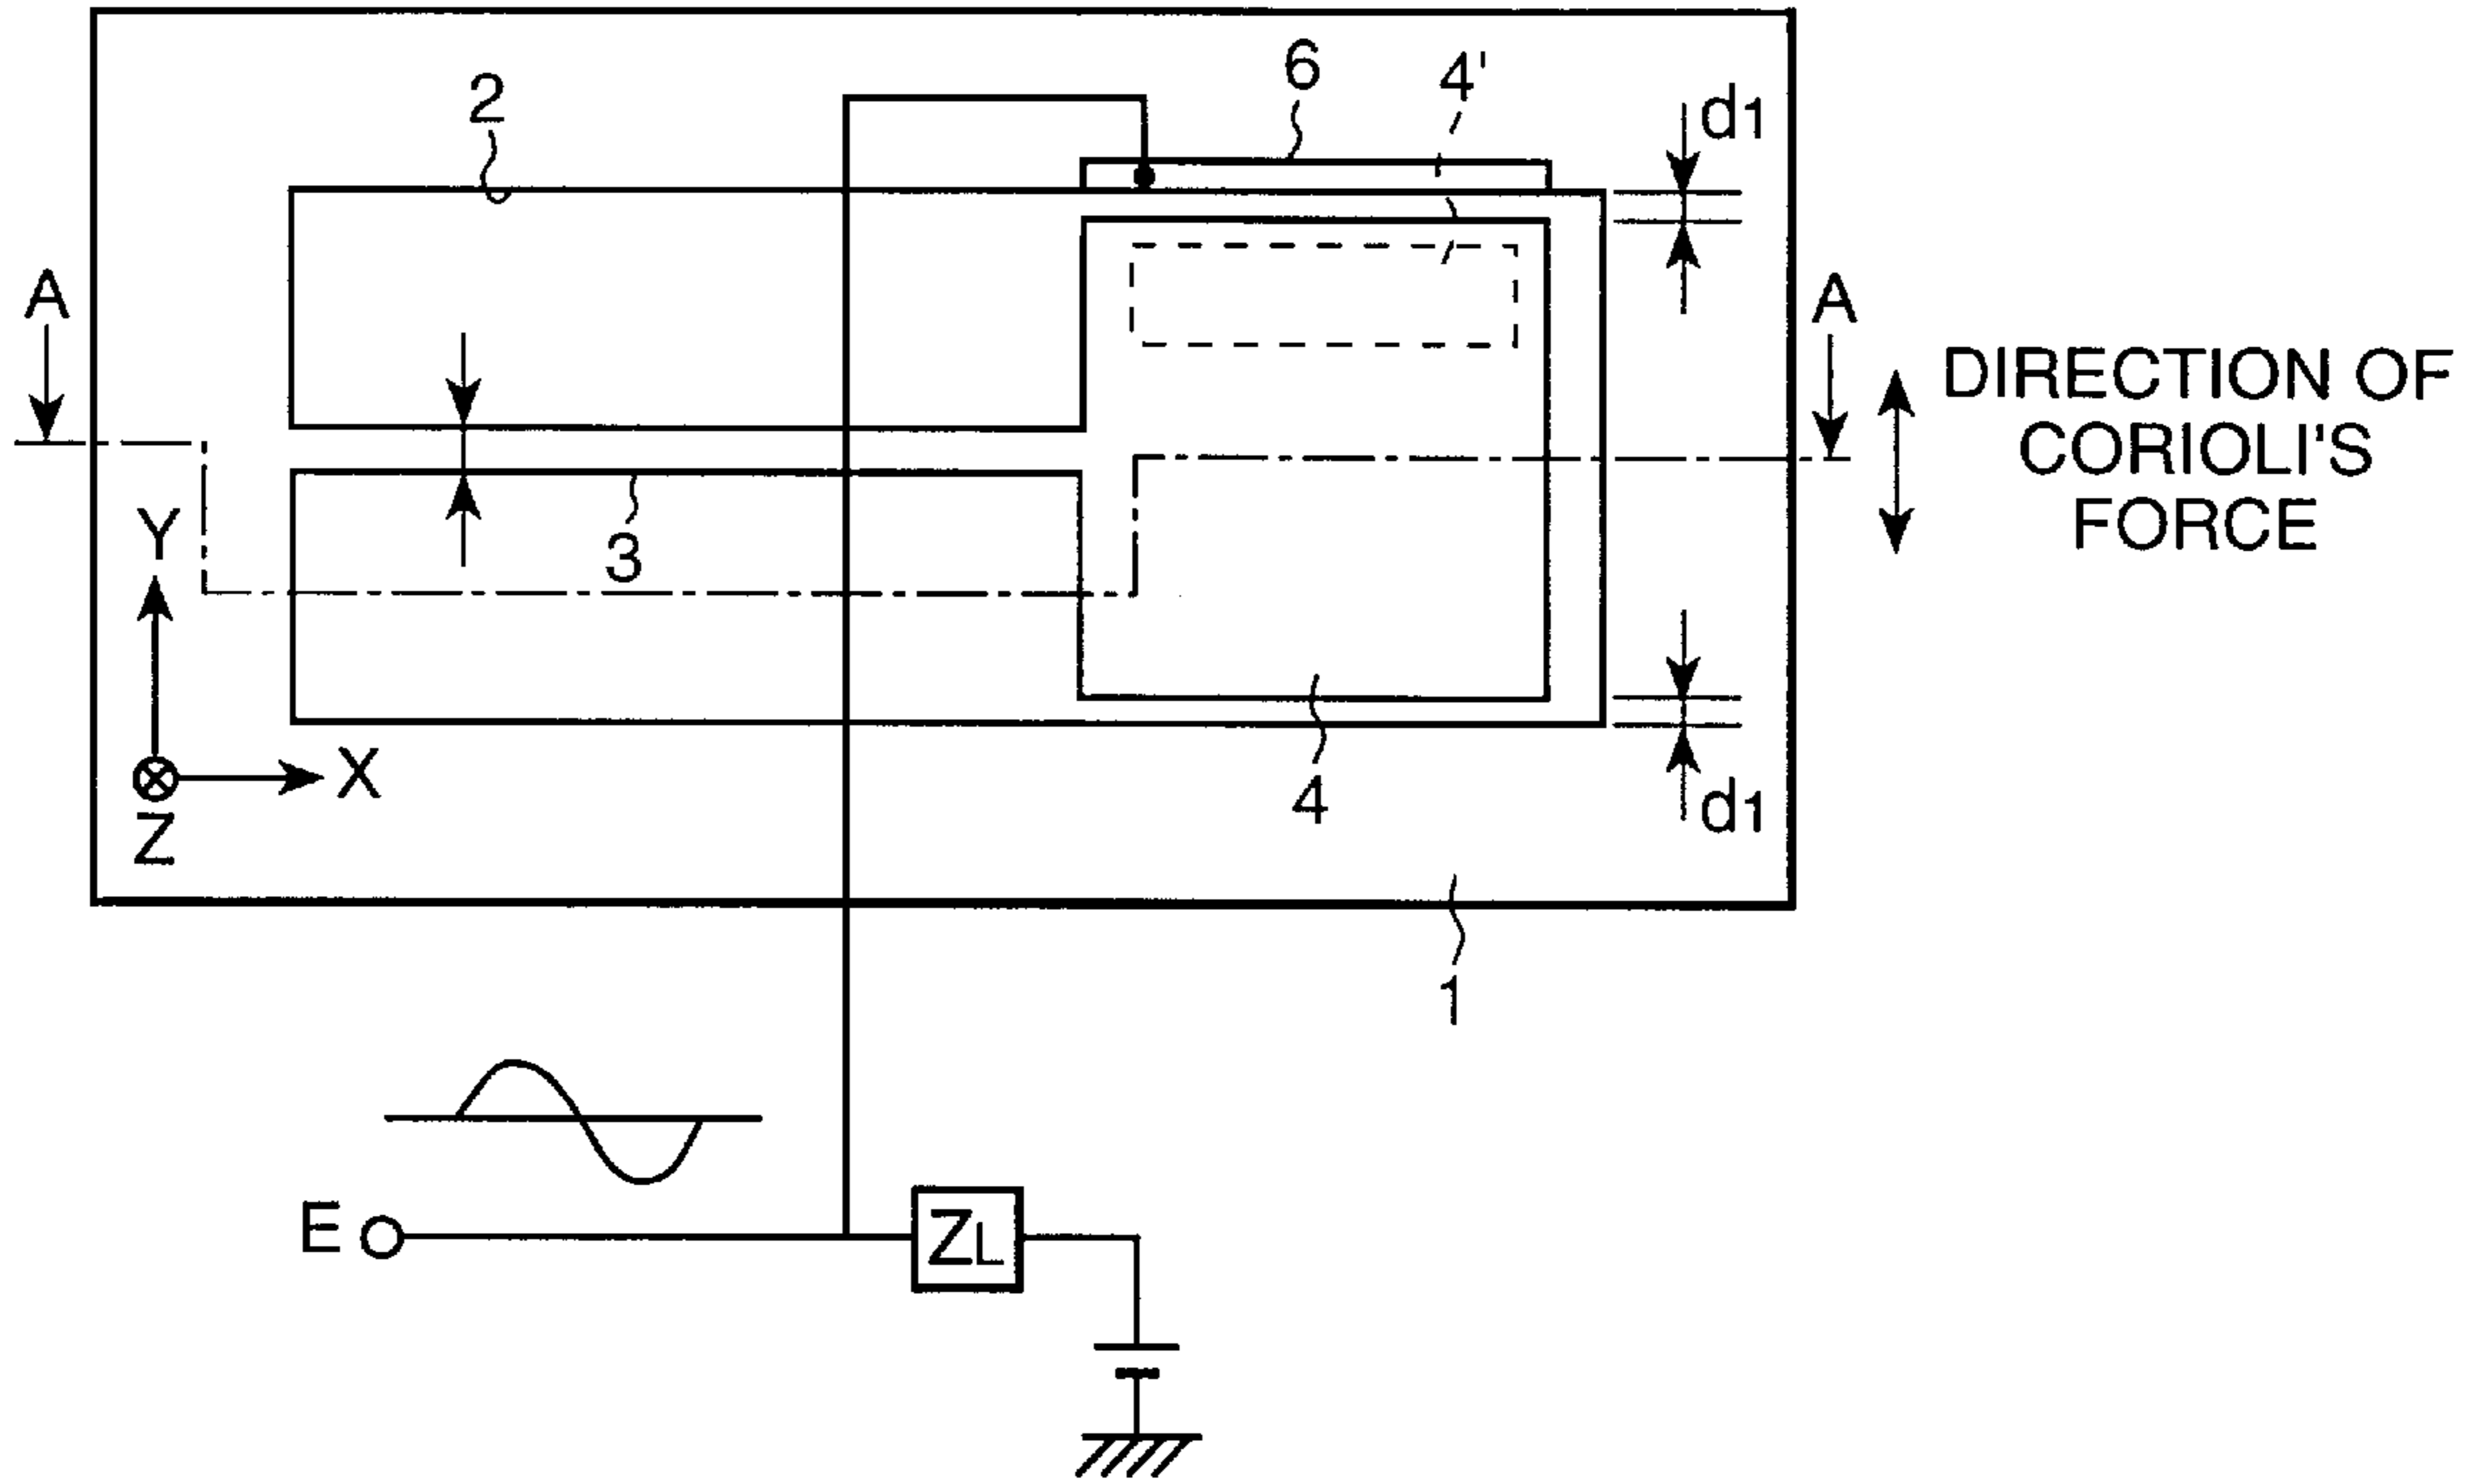 2
6
4'
d1
A
A
DIRECTION OF
CORIOLI'S
FORCE
3
Y
X
Z
4
d1
1
E
ZL